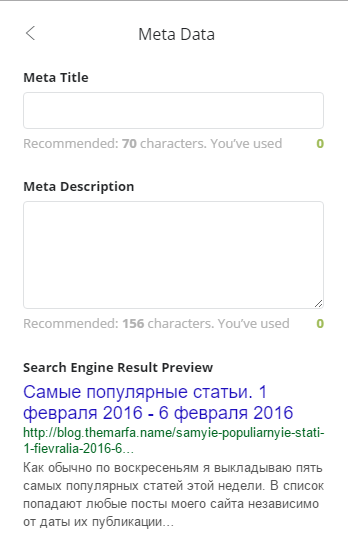 Meta Data
Meta Title
Recommended: 70 characters. You've used 0
Meta Description
Recommended: 156 characters. You've used 0
Search Engine Result Preview
Самые популярные статьи. 1
февраля 2016 - 6 февраля 2016
http://blog.themarfa.name/samyie-populiarnyie-stati-
1-fievralia-2016-6…
Как обычно по воскресеньям я выкладываю пять
самых популярных статей этой недели. В список
попадают любые посты моего сайта независимо
от даты их публикации…